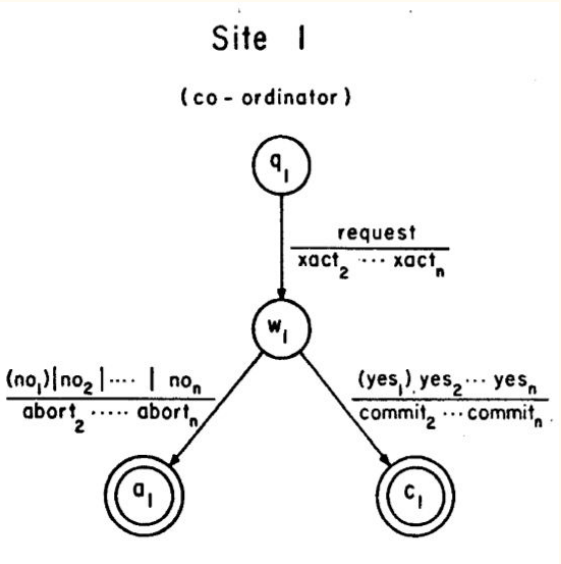 Site 1
(co-ordinator)
q₁
request
xact₂ ···· xactₙ
w₁
(no₁)|no₂|···· | noₙ
abort₂ ····· abortₙ
(yes₁) yes₂ ··· yesₙ
commit₂ ··· commitₙ
a₁
c₁